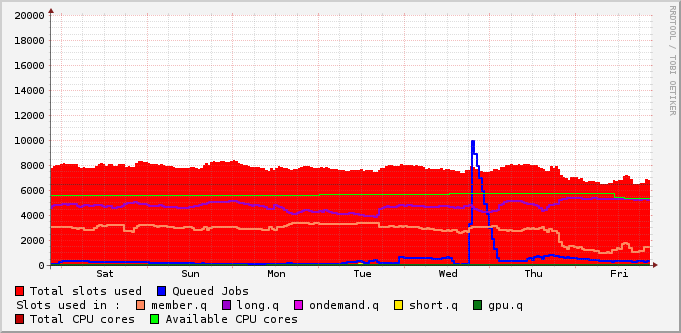 20000
18000
16000
14000
12000
10000
8000
6000
4000
2000
0
Sat Sun Mon Tue Wed Thu Fri
Total slots used Queued Jobs
Slots used in : member.q long.q ondemand.q short.q gpu.q
Total CPU cores Available CPU cores
RRDTOOL / TOBI OETIKER